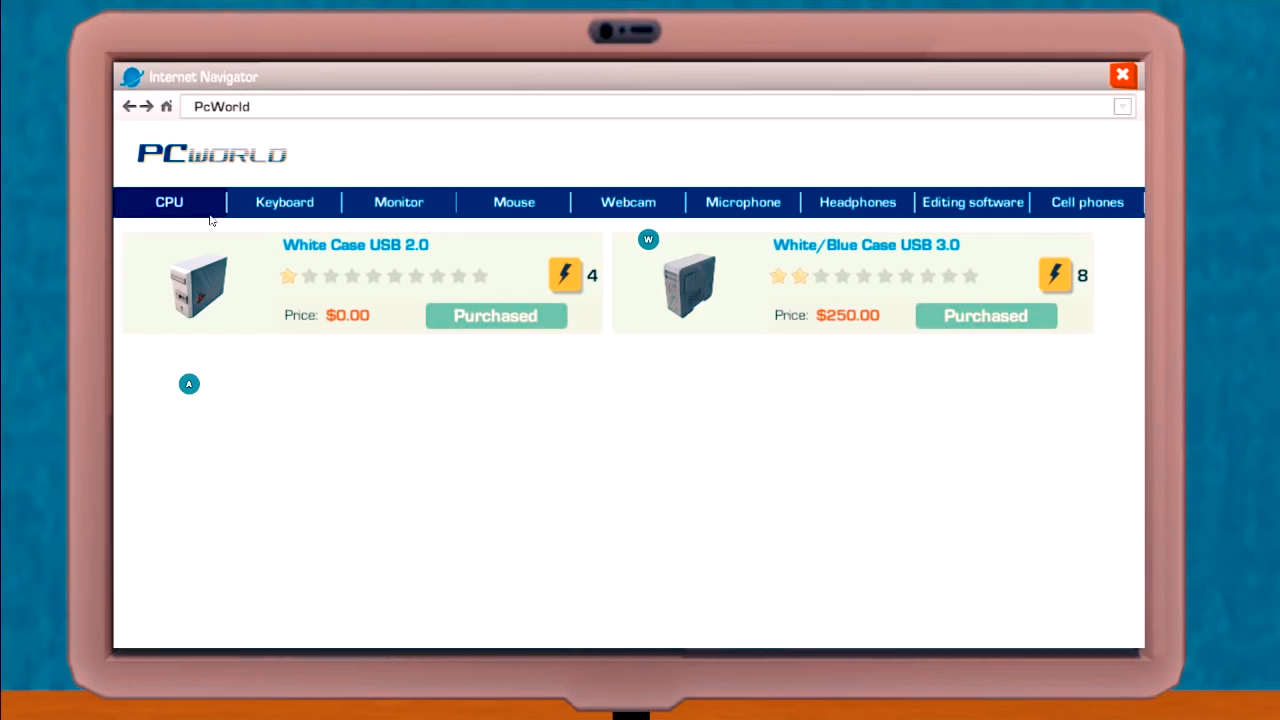 Internet Navigator
PcWorld
PCWORLD
CPU Keyboard Monitor Mouse Webcam Microphone Headphones Editing software Cell phones
White Case USB 2.0
4
Price: $0.00 Purchased
W
White/Blue Case USB 3.0
8
Price: $250.00 Purchased
A